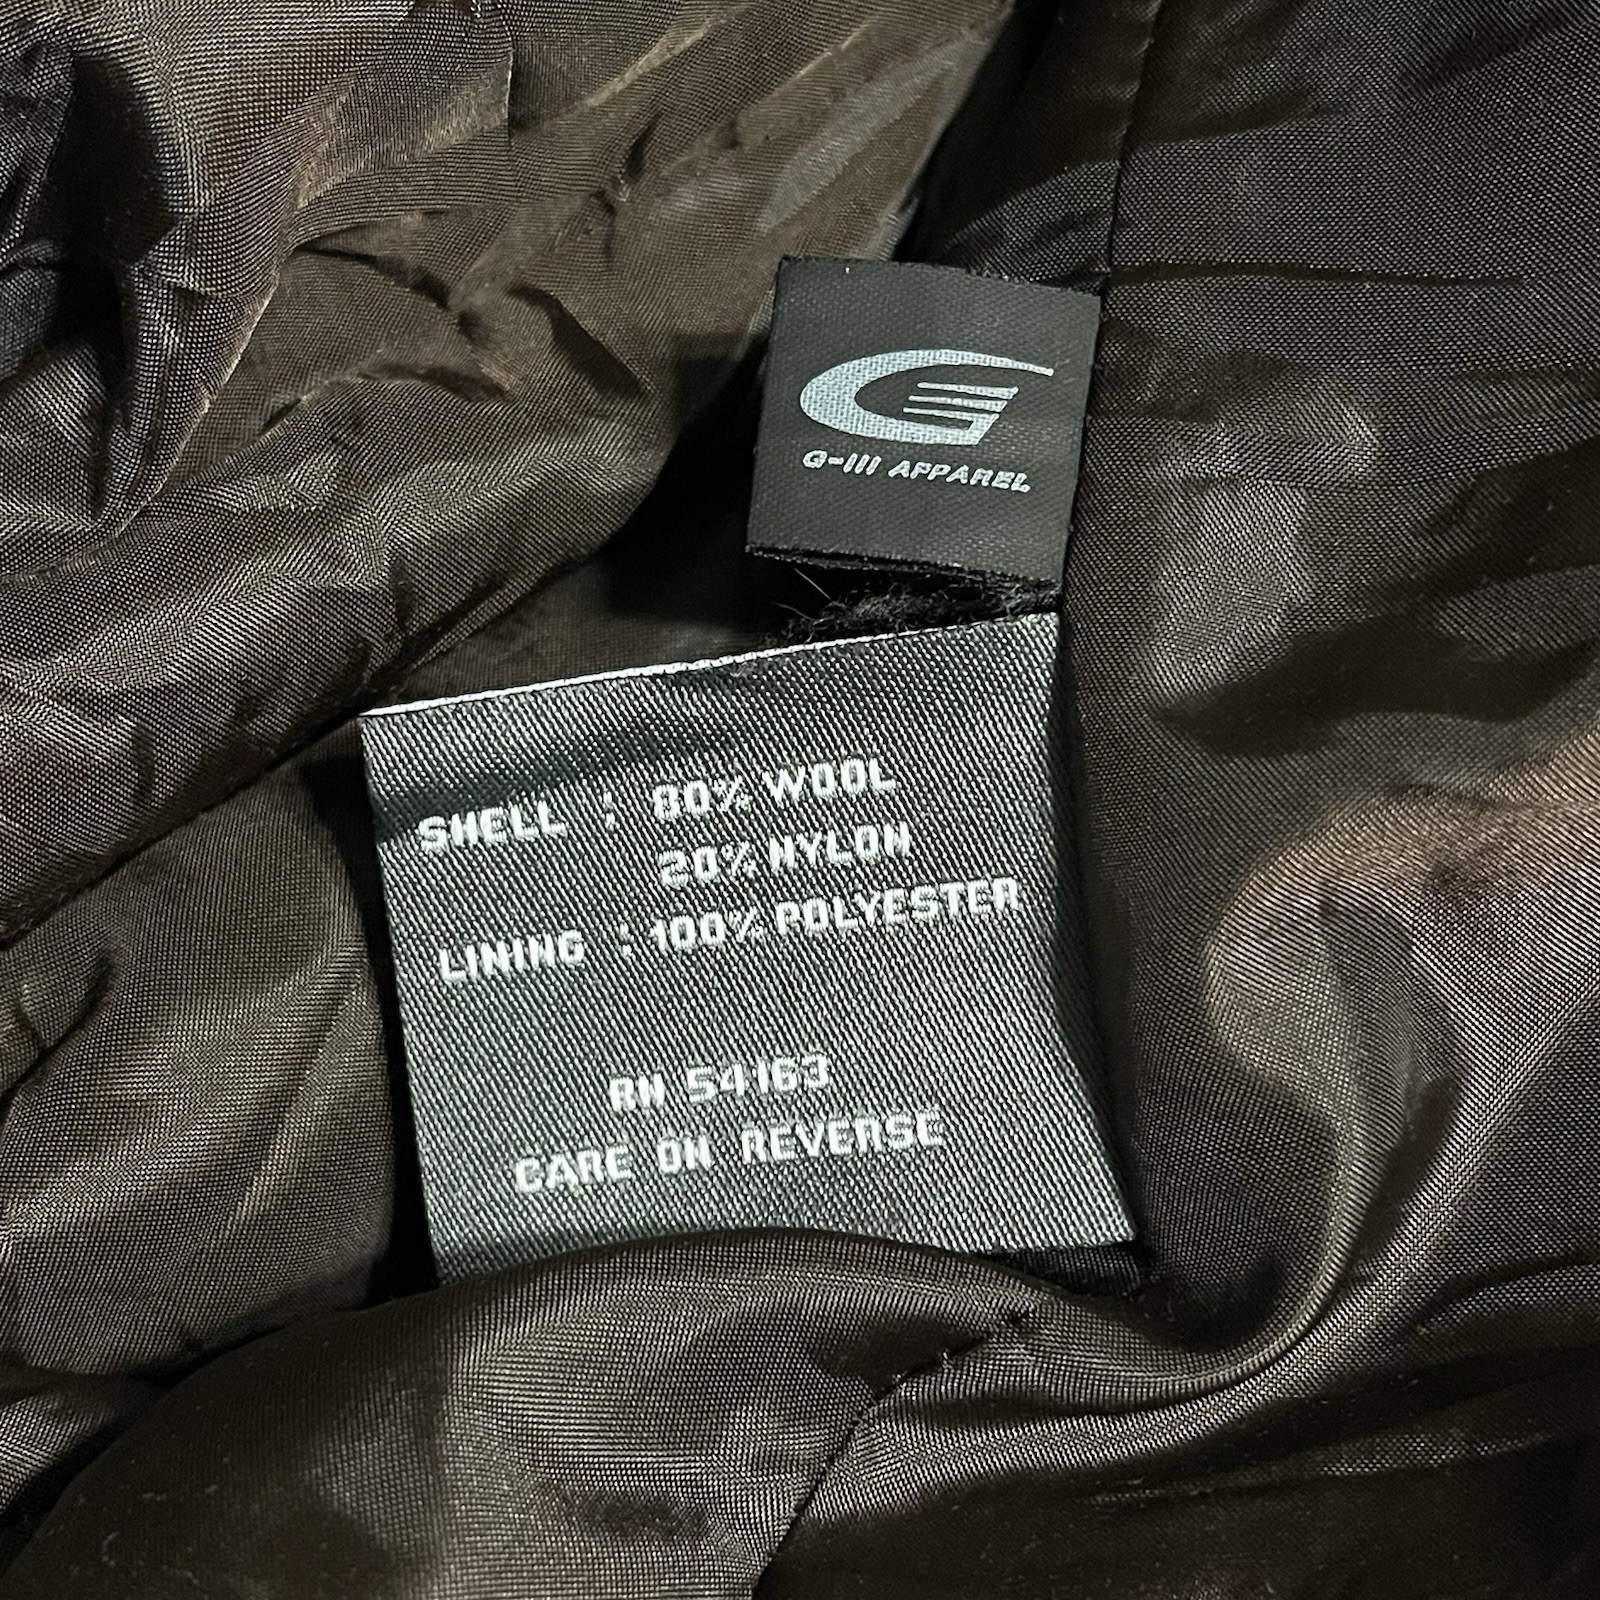 G-III APPAREL
SHELL : 80% WOOL
20% NYLON
LINING : 100% POLYESTER
RN 54163
CARE ON REVERSE